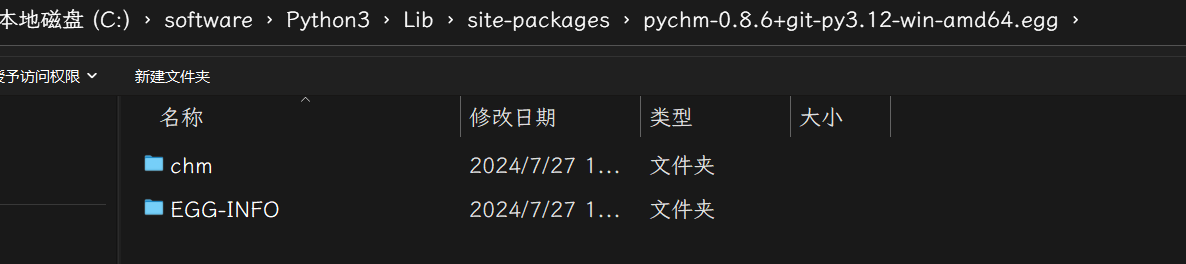 本地磁盘 (C:) › software › Python3 › Lib › site-packages › pychm-0.8.6+git-py3.12-win-amd64.egg ›
授予访问权限 新建文件夹
名称 修改日期 类型 大小
chm 2024/7/27 1... 文件夹
EGG-INFO 2024/7/27 1... 文件夹